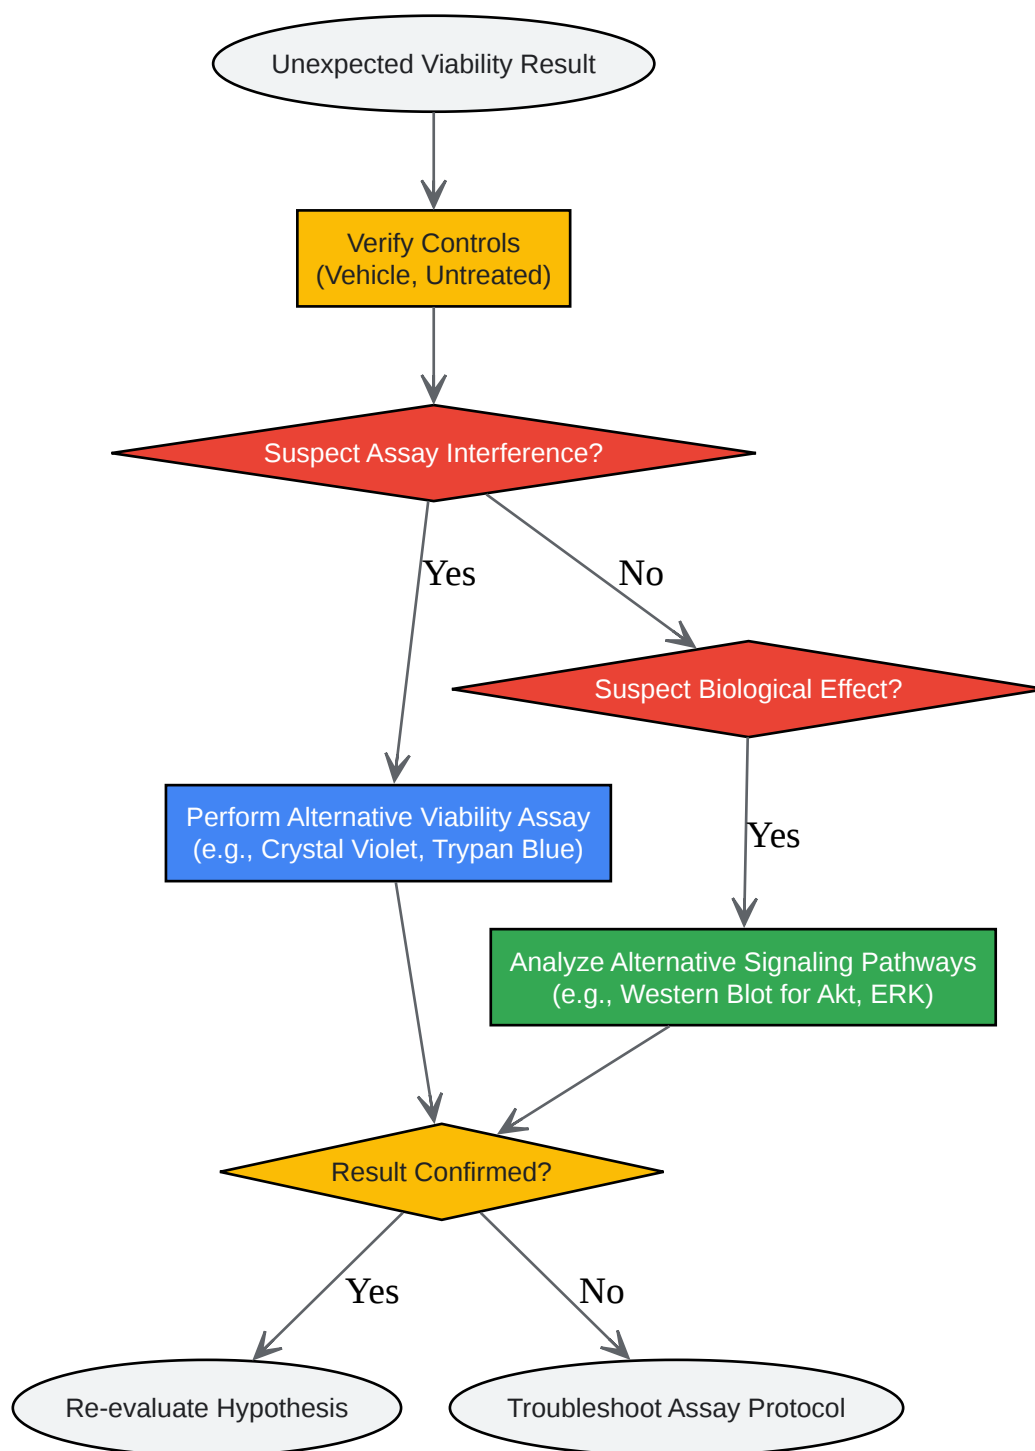 Unexpected Viability Result
Verify Controls
(Vehicle, Untreated)
Suspect Assay Interference?
Yes
No
Suspect Biological Effect?
Perform Alternative Viability Assay
(e.g., Crystal Violet, Trypan Blue)
Yes
Analyze Alternative Signaling Pathways
(e.g., Western Blot for Akt, ERK)
Result Confirmed?
Yes
No
Re-evaluate Hypothesis
Troubleshoot Assay Protocol